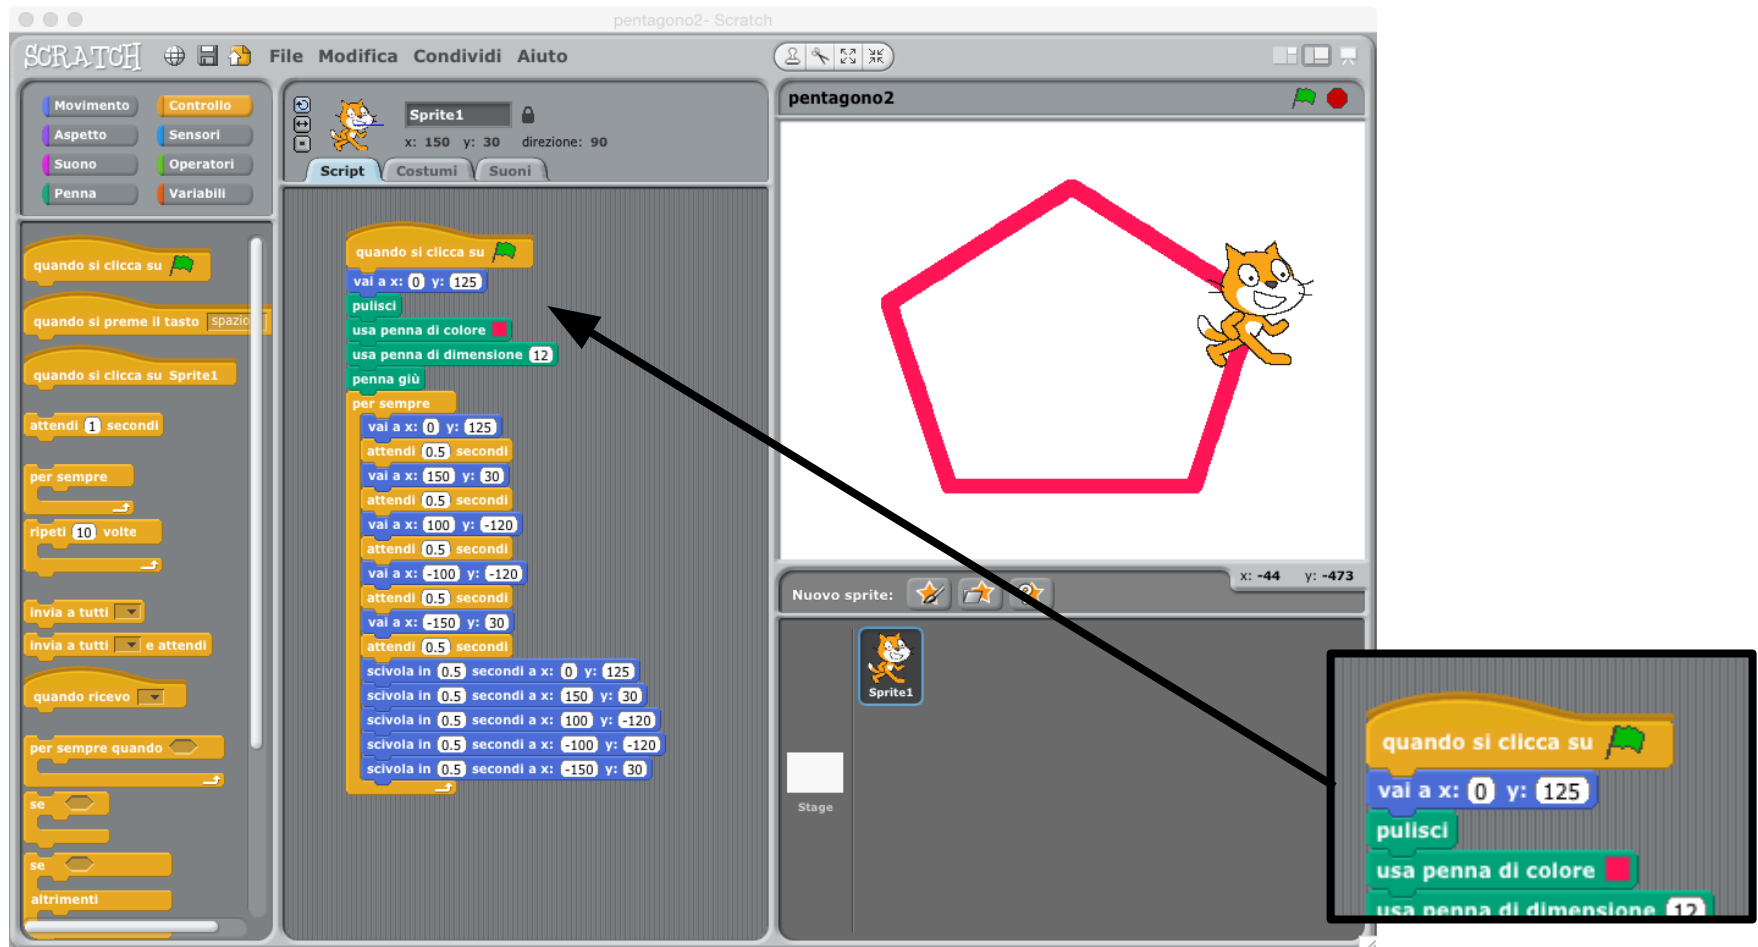 pentagono2- Scratch
SCRATCH
File Modifica Condividi Aiuto
Movimento Controllo
Aspetto Sensori
Suono Operatori
Penna Variabili
quando si clicca su
quando si preme il tasto spazio
quando si clicca su Sprite1
attendi 1 secondi
per sempre
ripeti 10 volte
invia a tutti
invia a tutti e attendi
quando ricevo
per sempre quando
se
se
altrimenti
Sprite1
x: 150 y: 30 direzione: 90
Script Costumi Suoni
quando si clicca su
vai a x: 0 y: 125
pulisci
usa penna di colore
usa penna di dimensione 12
penna giù
per sempre
vai a x: 0 y: 125
attendi 0.5 secondi
vai a x: 150 y: 30
attendi 0.5 secondi
vai a x: 100 y: -120
attendi 0.5 secondi
vai a x: -100 y: -120
attendi 0.5 secondi
vai a x: -150 y: 30
attendi 0.5 secondi
scivola in 0.5 secondi a x: 0 y: 125
scivola in 0.5 secondi a x: 150 y: 30
scivola in 0.5 secondi a x: 100 y: -120
scivola in 0.5 secondi a x: -100 y: -120
scivola in 0.5 secondi a x: -150 y: 30
pentagono2
x: -44 y: -473
Nuovo sprite:
Sprite1
Stage
quando si clicca su
vai a x: 0 y: 125
pulisci
usa penna di colore
usa penna di dimensione 12